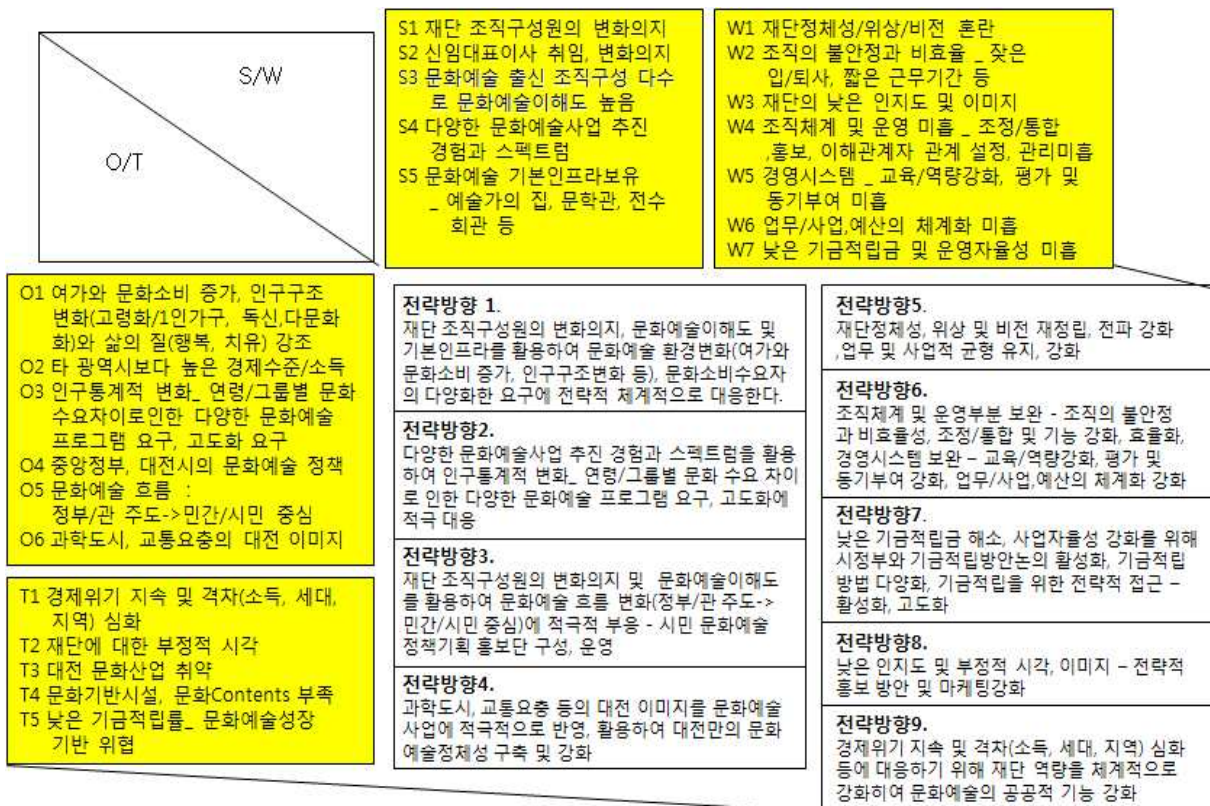 S/W
O/T
S1 재단 조직구성원의 변화의지
S2 신임대표이사 취임, 변화의지
S3 문화예술 출신 조직구성 다수
로 문화예술이해도 높음
S4 다양한 문화예술사업 추진
경험과 스펙트럼
S5 문화예술 기본인프라보유
_ 예술가의 집, 문학관, 전수
회관 등
W1 재단정체성/위상/비전 혼란
W2 조직의 불안정과 비효율 _ 잦은
입/퇴사, 짧은 근무기간 등
W3 재단의 낮은 인지도 및 이미지
W4 조직체계 및 운영 미흡 _ 조정/통합
,홍보, 이해관계자 관계 설정, 관리미흡
W5 경영시스템 _ 교육/역량강화, 평가 및
동기부여 미흡
W6 업무/사업,예산의 체계화 미흡
W7 낮은 기금적립금 및 운영자율성 미흡
O1 여가와 문화소비 증가, 인구구조
변화(고령화/1인가구, 독신,다문화
화)와 삶의 질(행복, 치유) 강조
O2 타 광역시보다 높은 경제수준/소득
O3 인구통계적 변화_ 연령/그룹별 문화
수요차이로인한 다양한 문화예술
프로그램 요구, 고도화 요구
O4 중앙정부, 대전시의 문화예술 정책
O5 문화예술 흐름 :
정부/관 주도->민간/시민 중심
O6 과학도시, 교통요충의 대전 이미지
T1 경제위기 지속 및 격차(소득, 세대,
지역) 심화
T2 재단에 대한 부정적 시각
T3 대전 문화산업 취약
T4 문화기반시설, 문화Contents 부족
T5 낮은 기금적립률_ 문화예술성장
기반 위협
전략방향 1.
재단 조직구성원의 변화의지, 문화예술이해도 및
기본인프라를 활용하여 문화예술 환경변화(여가와
문화소비 증가, 인구구조변화 등), 문화소비수요자
의 다양화한 요구에 전략적 체계적으로 대응한다.
전략방향2.
다양한 문화예술사업 추진 경험과 스펙트럼을 활용
하여 인구통계적 변화_ 연령/그룹별 문화 수요 차이
로 인한 다양한 문화예술 프로그램 요구, 고도화에
적극 대응
전략방향3.
재단 조직구성원의 변화의지 및 문화예술이해도
를 활용하여 문화예술 흐름 변화(정부/관 주도->
민간/시민 중심)에 적극적 부응 - 시민 문화예술
정책기획 홍보단 구성, 운영
전략방향4.
과학도시, 교통요충 등의 대전 이미지를 문화예술
사업에 적극적으로 반영, 활용하여 대전만의 문화
예술정체성 구축 및 강화
전략방향5.
재단정체성, 위상 및 비전 재정립, 전파 강화
,업무 및 사업적 균형 유지, 강화
전략방향6.
조직체계 및 운영부분 보완 - 조직의 불안정
과 비효율성, 조정/통합 및 기능 강화, 효율화,
경영시스템 보완 – 교육/역량강화, 평가 및
동기부여 강화, 업무/사업,예산의 체계화 강화
전략방향7.
낮은 기금적립금 해소, 사업자율성 강화를 위해
시정부와 기금적립방안논의 활성화, 기금적립
방법 다양화, 기금적립을 위한 전략적 접근 –
활성화, 고도화
전략방향8.
낮은 인지도 및 부정적 시각, 이미지 – 전략적
홍보 방안 및 마케팅강화
전략방향9.
경제위기 지속 및 격차(소득, 세대, 지역) 심화
등에 대응하기 위해 재단 역량을 체계적으로
강화히여 문화예술의 공공적 기능 강화